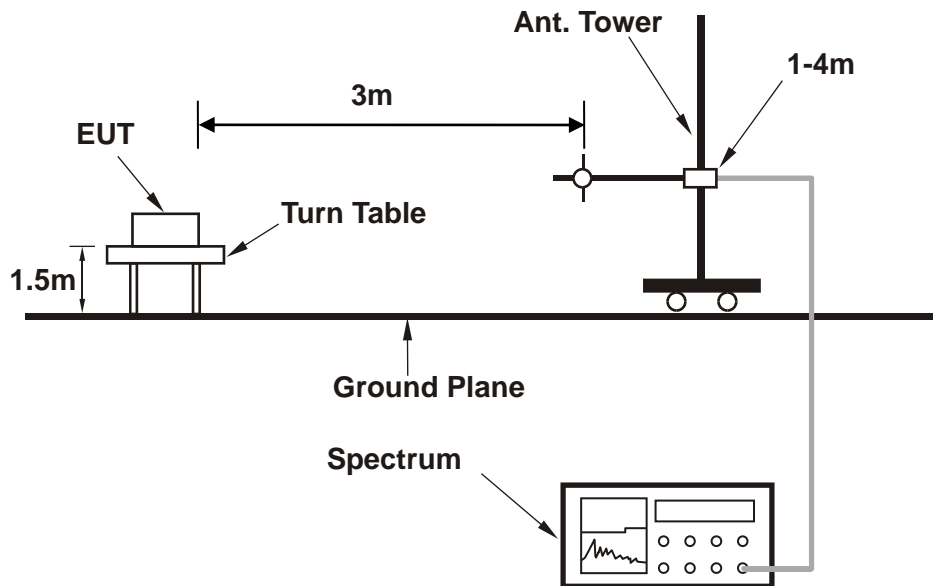 Ant. Tower
1-4m
3m
EUT
Turn Table
1.5m
Ground Plane
Spectrum